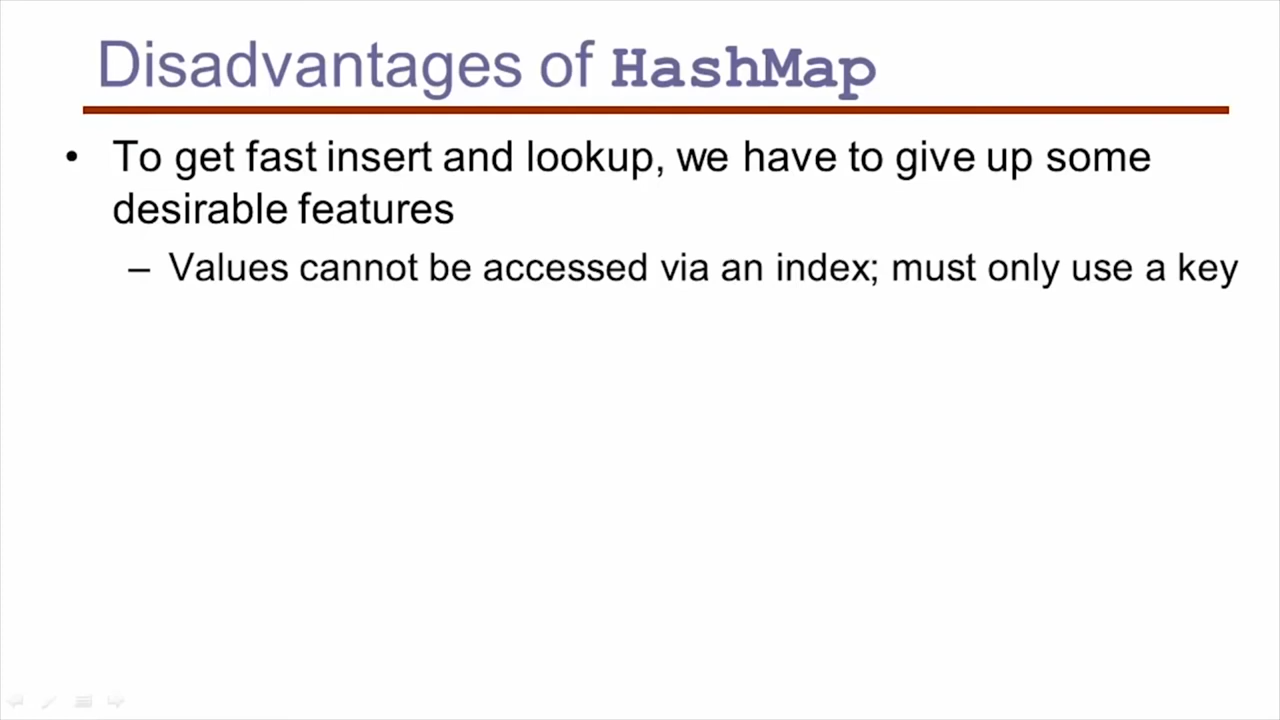 Disadvantages of HashMap
• To get fast insert and lookup, we have to give up some
desirable features
– Values cannot be accessed via an index; must only use a key